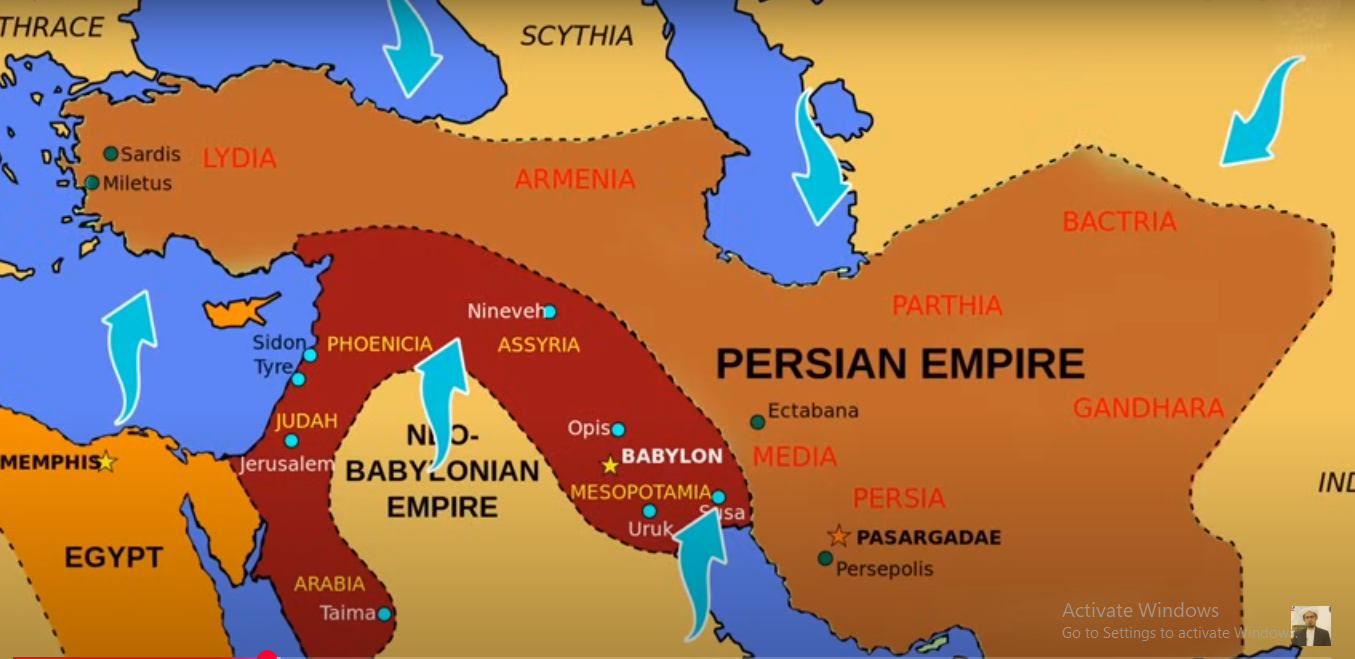 THRACE
SCYTHIA
Sardis
LYDIA
Miletus
ARMENIA
BACTRIA
PARTHIA
Nineveh
Sidon
PHOENICIA
ASSYRIA
Tyre
PERSIAN EMPIRE
Ectabana
GANDHARA
JUDAH
Opis
NEO-
BABYLONIAN
EMPIRE
Jerusalem
BABYLON
MEDIA
MEMPHIS
MESOPOTAMIA
PERSIA
IND
Susa
Uruk
PASARGADAE
EGYPT
Persepolis
ARABIA
Taima
Activate Windows
Go to Settings to activate Windows.